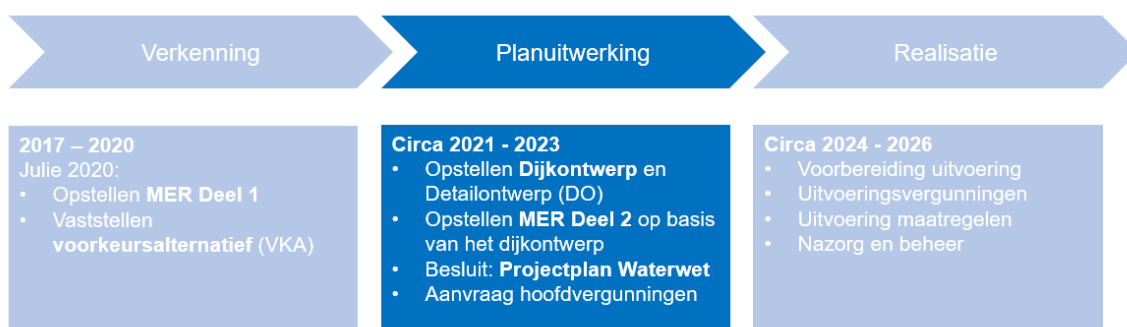 Verkenning
Planuitwerking
Realisatie
2017 – 2020
Julie 2020:
• Opstellen MER Deel 1
• Vaststellen
voorkeursalternatief (VKA)
Circa 2021 - 2023
• Opstellen Dijkontwerp en
Detailontwerp (DO)
• Opstellen MER Deel 2 op basis
van het dijkontwerp
• Besluit: Projectplan Waterwet
• Aanvraag hoofdvergunningen
Circa 2024 - 2026
• Voorbereiding uitvoering
• Uitvoeringsvergunningen
• Uitvoering maatregelen
• Nazorg en beheer